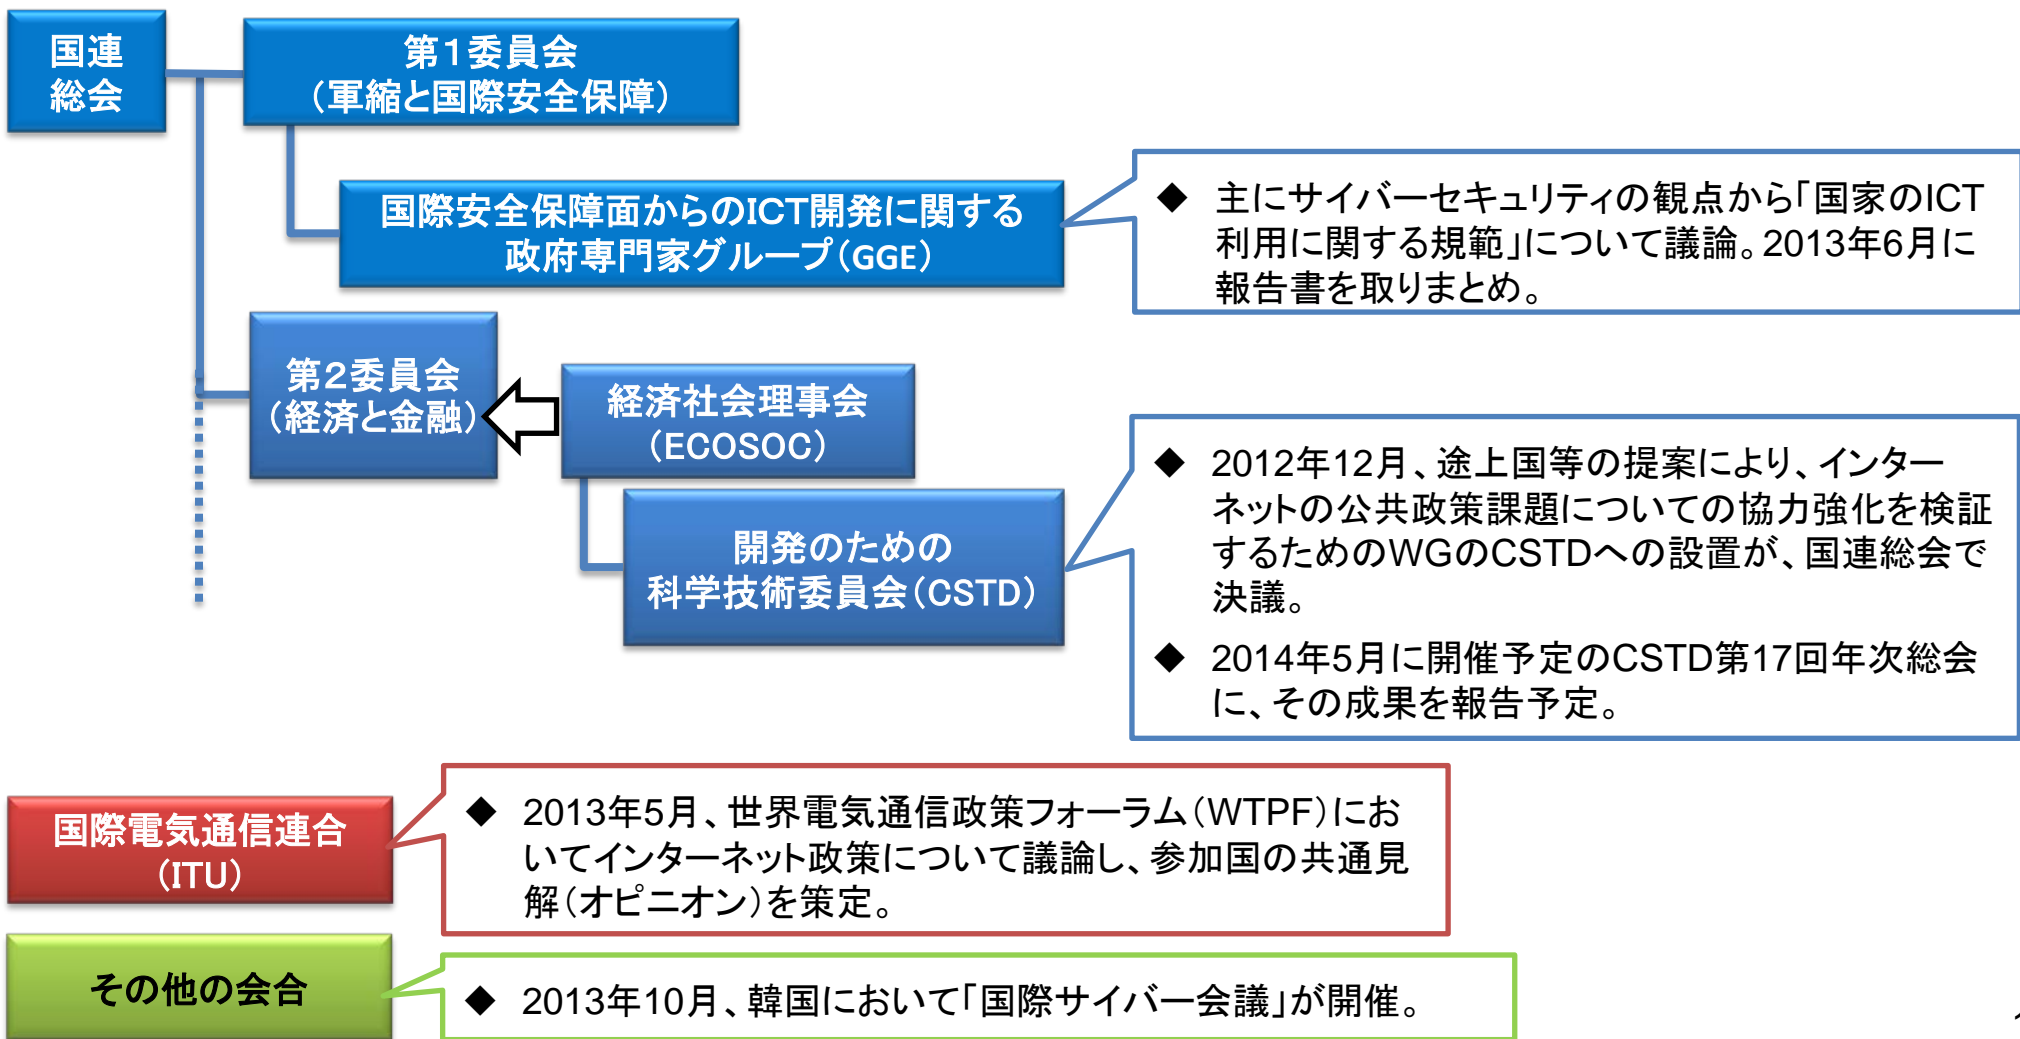 国連
総会
第1委員会
(軍縮と国際安全保障)
国際安全保障面からのICT開発に関する
政府専門家グループ(GGE)
◆ 主にサイバーセキュリティの観点から「国家のICT
利用に関する規範」について議論。2013年6月に
報告書を取りまとめ。
第2委員会
(経済と金融)
経済社会理事会
(ECOSOC)
開発のための
科学技術委員会(CSTD)
◆ 2012年12月、途上国等の提案により、インター
ネットの公共政策課題についての協力強化を検証
するためのWGのCSTDへの設置が、国連総会で
決議。
◆ 2014年5月に開催予定のCSTD第17回年次総会
に、その成果を報告予定。
国際電気通信連合
(ITU)
◆ 2013年5月、世界電気通信政策フォーラム(WTPF)にお
いてインターネット政策について議論し、参加国の共通見
解(オピニオン)を策定。
その他の会合
◆ 2013年10月、韓国において「国際サイバー会議」が開催。